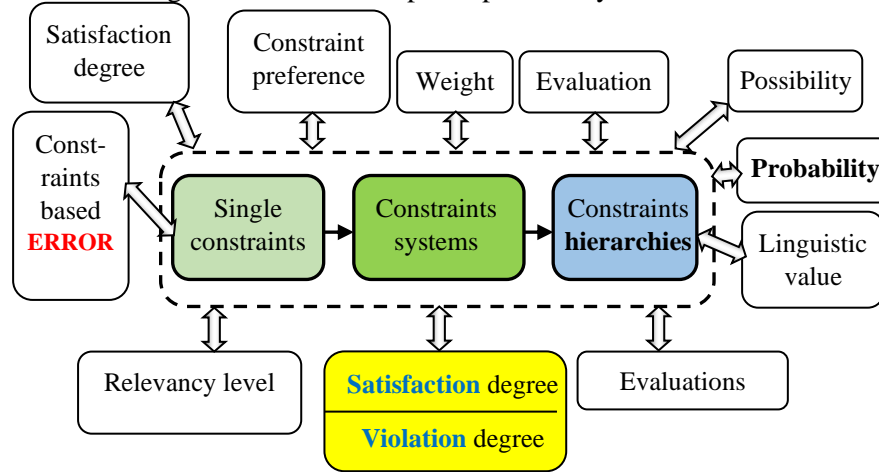 Satisfaction
degree
Constraint
preference
Weight
Evaluation
Possibility
Const-
raints
based
ERROR
Single
constraints
Constraints
systems
Constraints
hierarchies
Probability
Linguistic
value
Relevancy level
Satisfaction degree
Violation degree
Evaluations